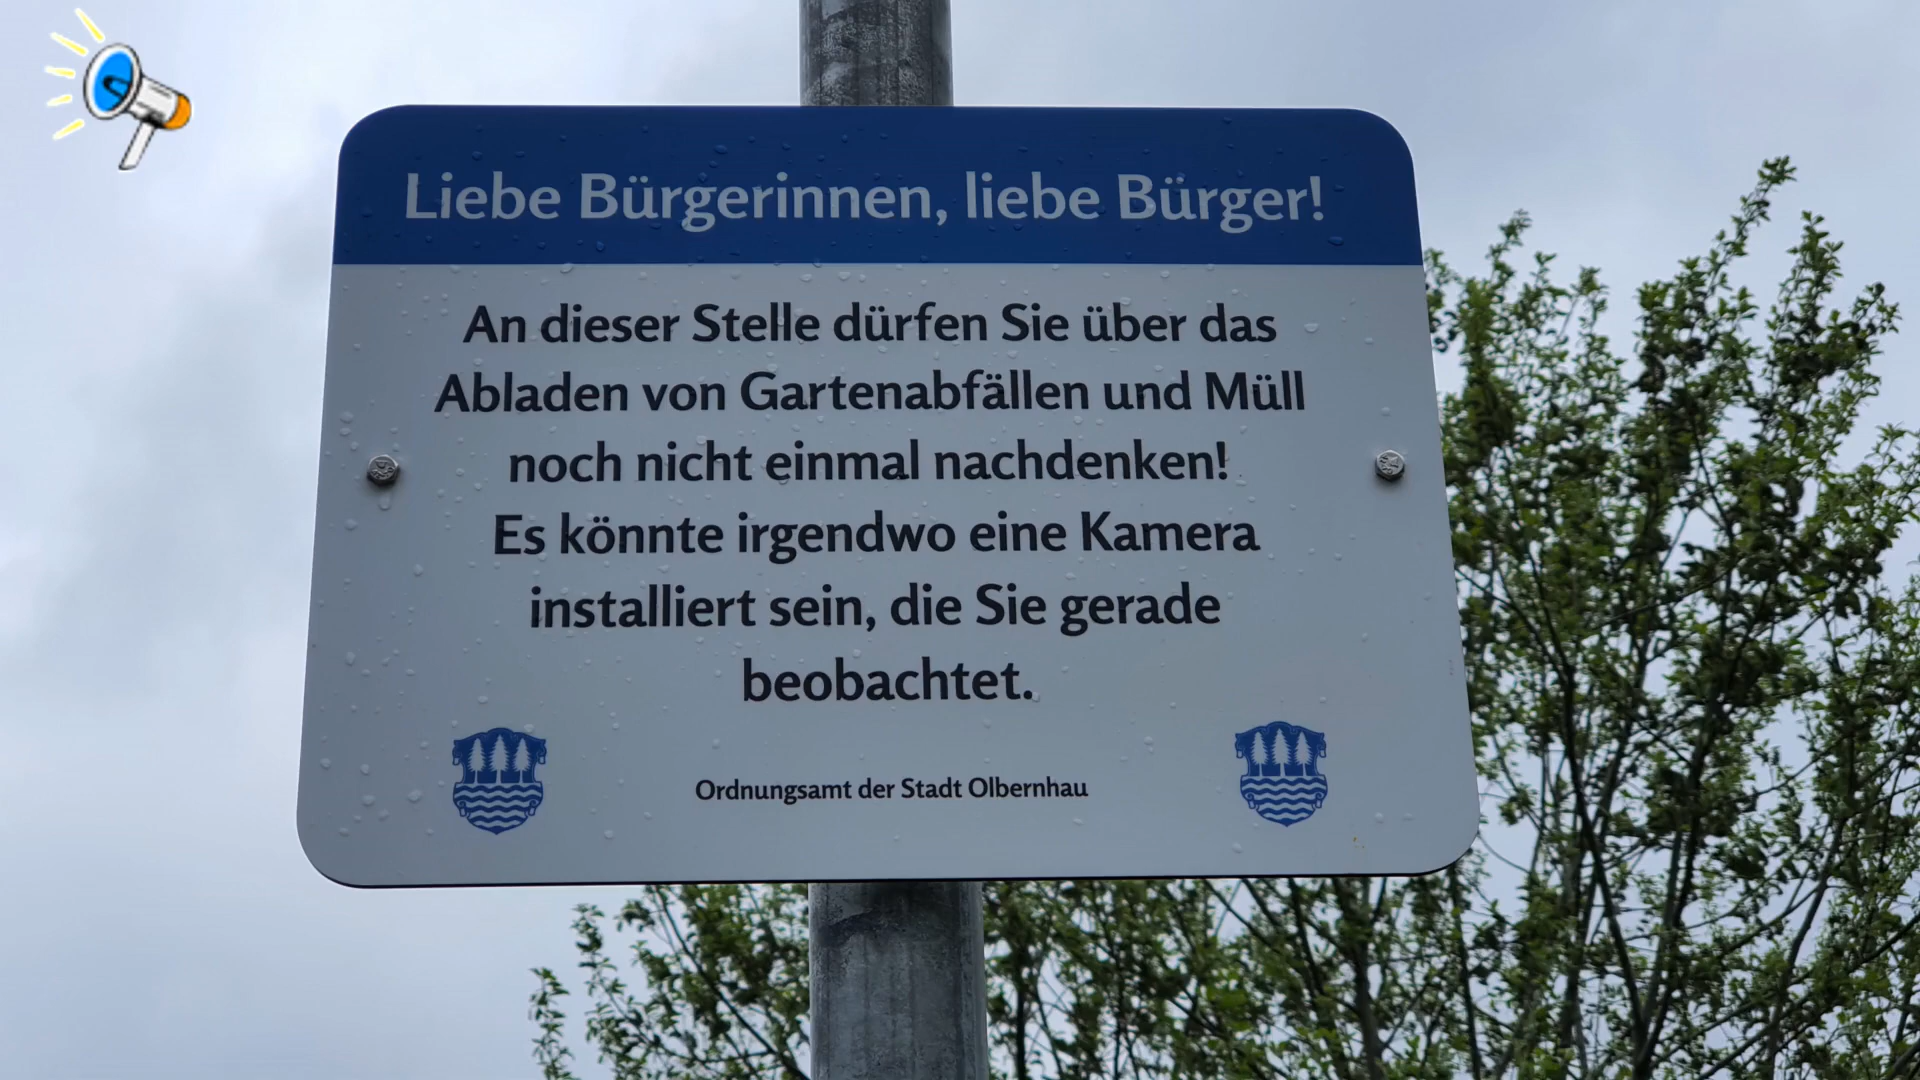 Liebe Bürgerinnen, liebe Bürger!
An dieser Stelle dürfen Sie über das
Abladen von Gartenabfällen und Müll
noch nicht einmal nachdenken!
Es könnte irgendwo eine Kamera
installiert sein, die Sie gerade
beobachtet.
Ordnungsamt der Stadt Olbernhau